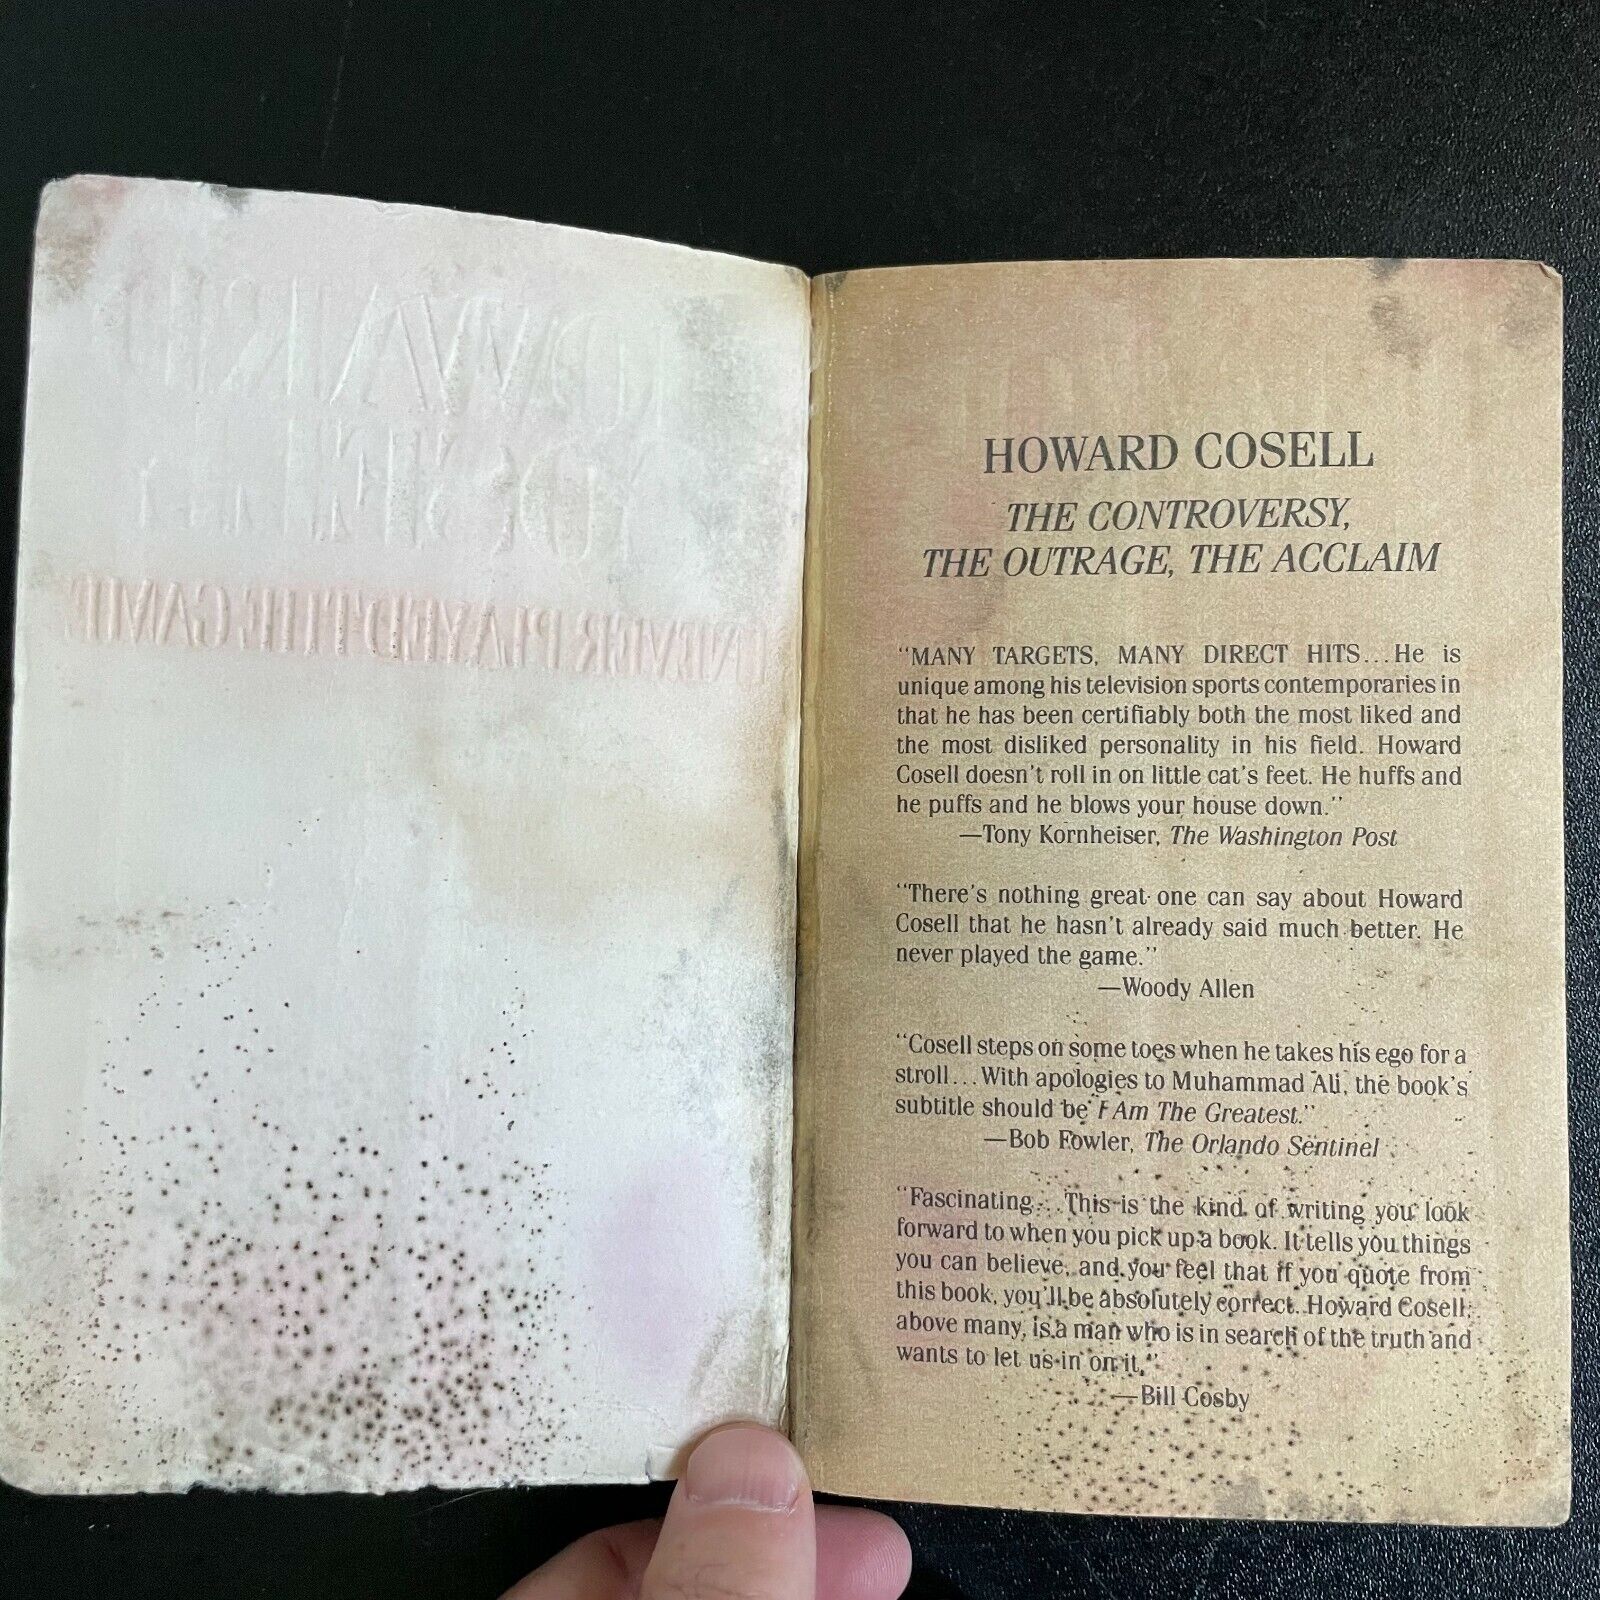 HOWARD
COSELL
I NEVER PLAYED THE GAME
HOWARD COSELL
THE CONTROVERSY,
THE OUTRAGE, THE ACCLAIM
"MANY TARGETS, MANY DIRECT HITS...He is
unique among his television sports contemporaries in
that he has been certifiably both the most liked and
the most disliked personality in his field. Howard
Cosell doesn't roll in on little cat's feet. He huffs and
he puffs and he blows your house down."
—Tony Kornheiser, The Washington Post
"There's nothing great one can say about Howard
Cosell that he hasn't already said much better. He
never played the game."
—Woody Allen
"Cosell steps on some toes when he takes his ego for a
stroll...With apologies to Muhammad Ali, the book's
subtitle should be I Am The Greatest."
—Bob Fowler, The Orlando Sentinel
"Fascinating...This is the kind of writing you look
forward to when you pick up a book. It tells you things
you can believe, and you feel that if you quote from
this book, you'll be absolutely correct. Howard Cosell,
above many, is a man who is in search of the truth and
wants to let us in on it."
—Bill Cosby